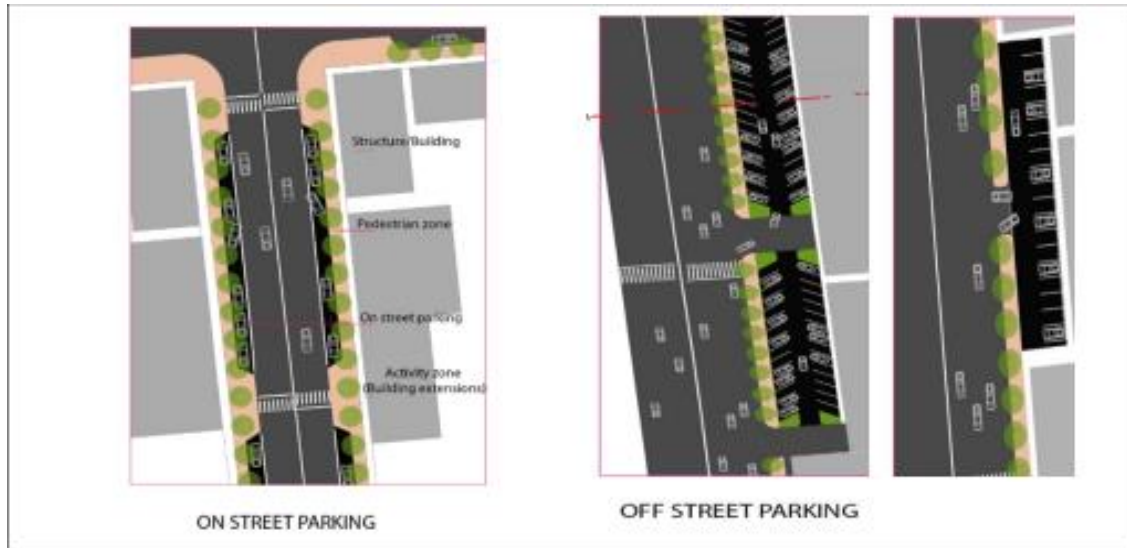 Structure/Building
Pedestrian zone
On street parking
Activity zone
(Building extensions)
ON STREET PARKING
OFF STREET PARKING